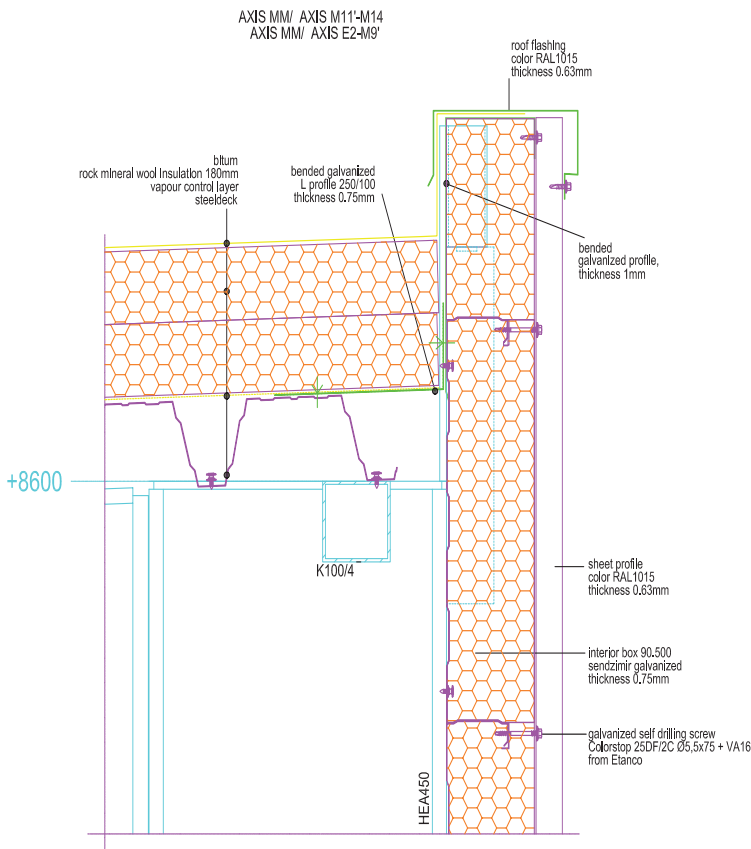 AXIS MM/ AXIS M11'-M14
AXIS MM/ AXIS E2-M9'
roof flashing
color RAL1015
thickness 0.63mm
bitum
rock mineral wool Insulation 180mm
vapour control layer
steeldeck
bended galvanized
L profile 250/100
thickness 0.75mm
bended
galvanized profile,
thickness 1mm
+8600
K100/4
sheet profile
color RAL1015
thickness 0.63mm
interior box 90.500
sendzimir galvanized
thickness 0.75mm
galvanized self drilling screw
Colorstop 25DF/2C Ø5,5x75 + VA16
from Etanco
HEA450